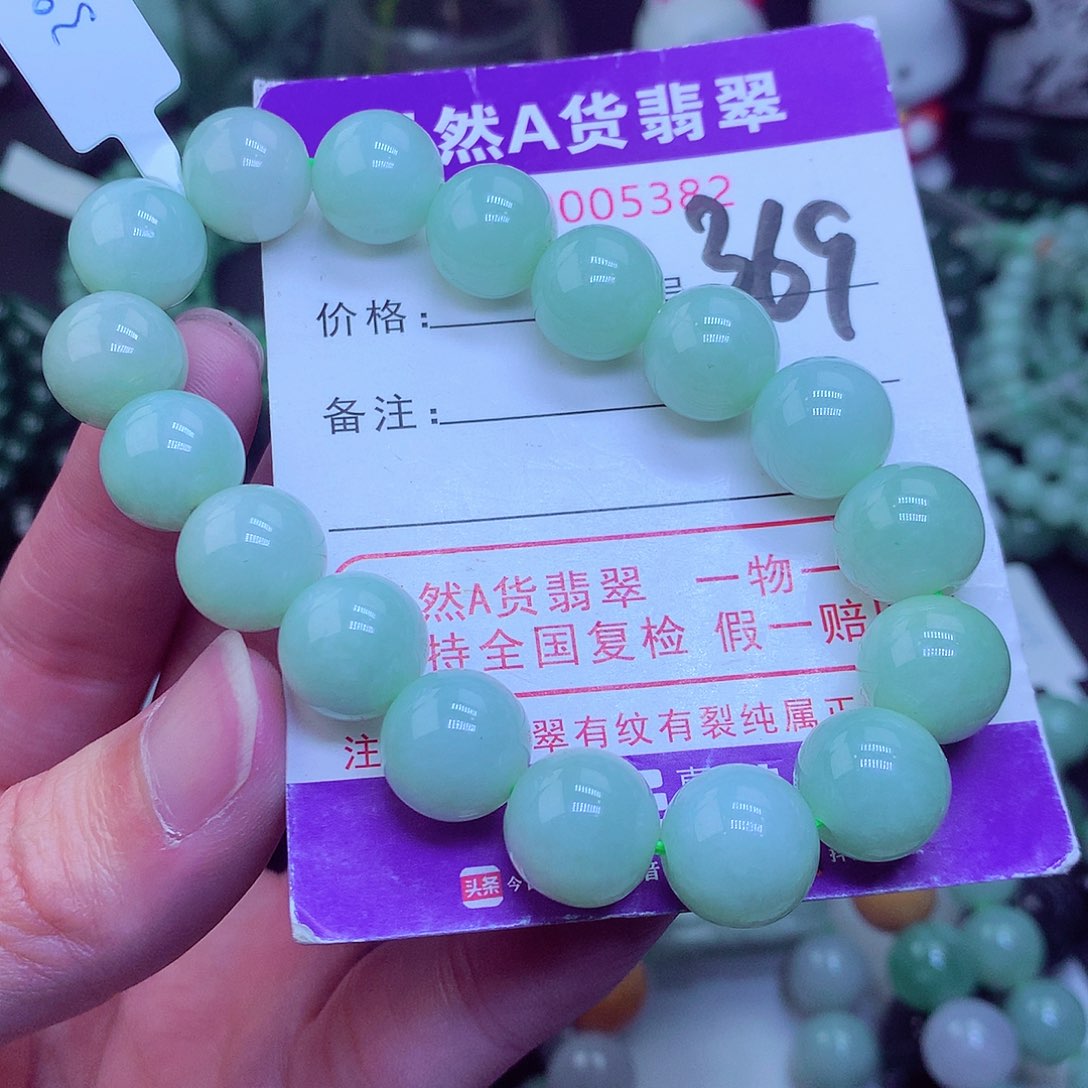 然A货翡翠
005382
369
价格：
备注：
然A货翡翠 一物一
持全国复检 假一赔
注 翠有纹有裂纯属正
头条 今 音